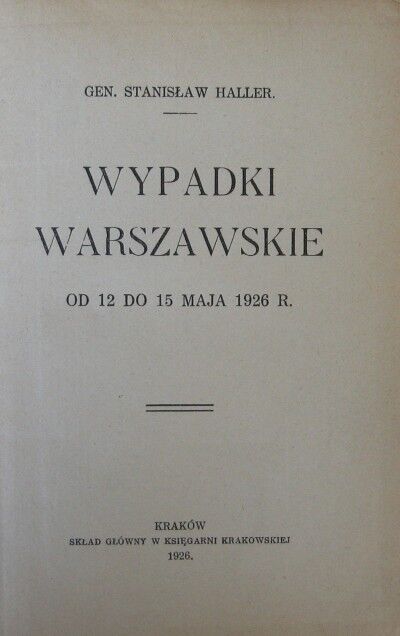 GEN. STANISŁAW HALLER.
WYPADKI
WARSZAWSKIE
OD 12 DO 15 MAJA 1926 R.
KRAKÓW
SKŁAD GŁÓWNY W KSIĘGARNI KRAKOWSKIEJ
1926.